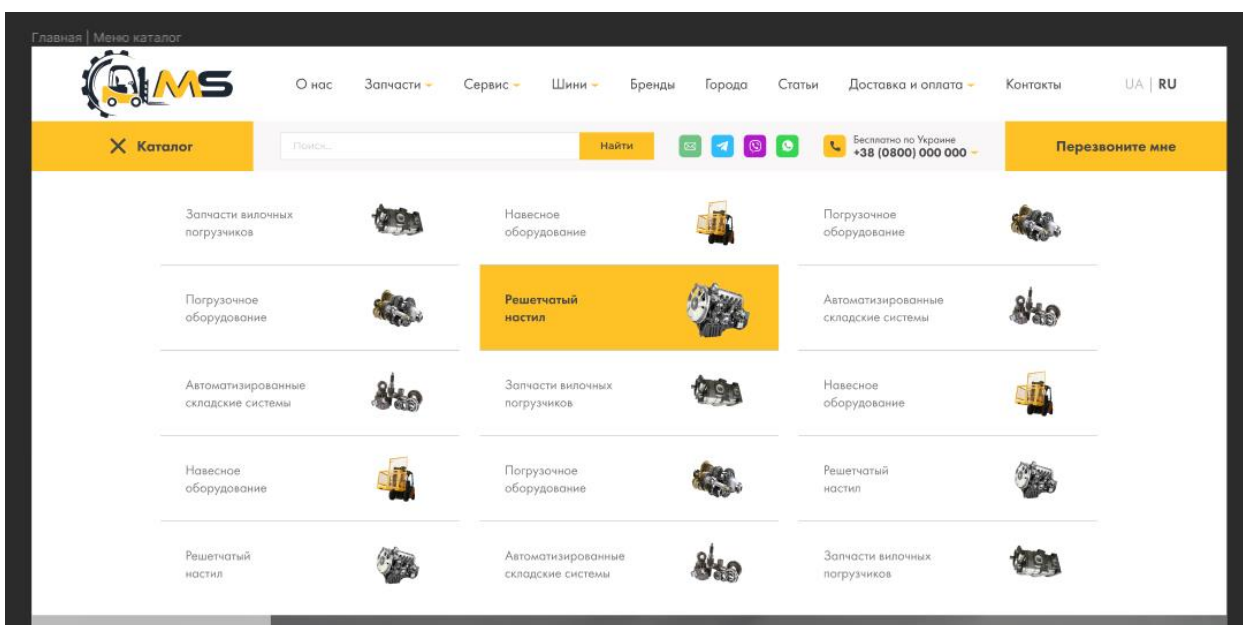 Главная | Меню каталог
MS
О нас Запчасти Сервис Шини Бренды Города Статьи Доставка и оплата Контакты UA | RU
Каталог Поиск... Найти Бесплатно по Украине Перезвоните мне
+38 (0800) 000 000
Запчасти вилочных Навесное Погрузочное
погрузчиков оборудование оборудование
Погрузочное Решетчатый Автоматизированные
оборудование настил складские системы
Автоматизированные Запчасти вилочных Навесное
складские системы погрузчиков оборудование
Навесное Погрузочное Решетчатый
оборудование оборудование настил
Решетчатый Автоматизированные Запчасти вилочных
настил складские системы погрузчиков